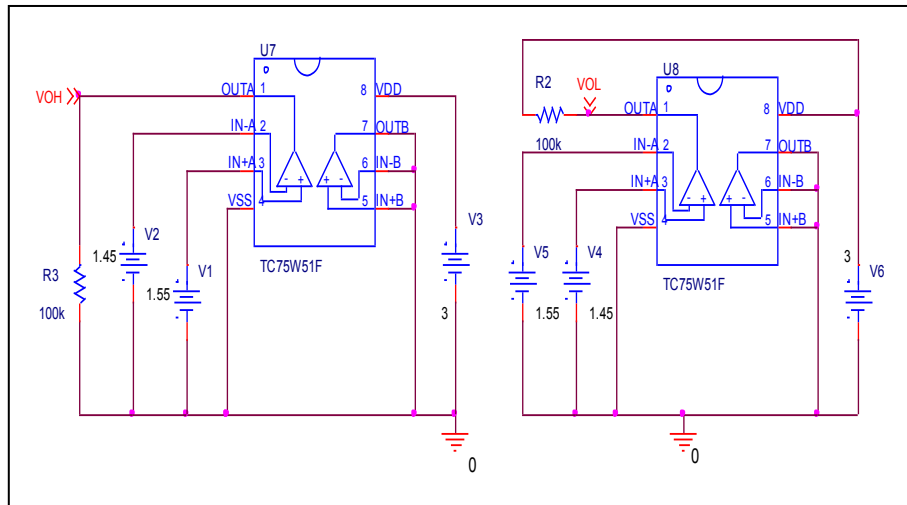 U7
VOH
OUTA 1
8 VDD
IN-A 2
7 OUTB
IN+A 3
6 IN-B
VSS 4
5 IN+B
- +
+ -
TC75W51F
R3
100k
V2
1.45
V1
1.55
V3
3
0
U8
R2
100k
VOL
OUTA 1
8 VDD
IN-A 2
7 OUTB
IN+A 3
6 IN-B
VSS 4
5 IN+B
- +
+ -
TC75W51F
V5
1.55
V4
1.45
3
V6
0